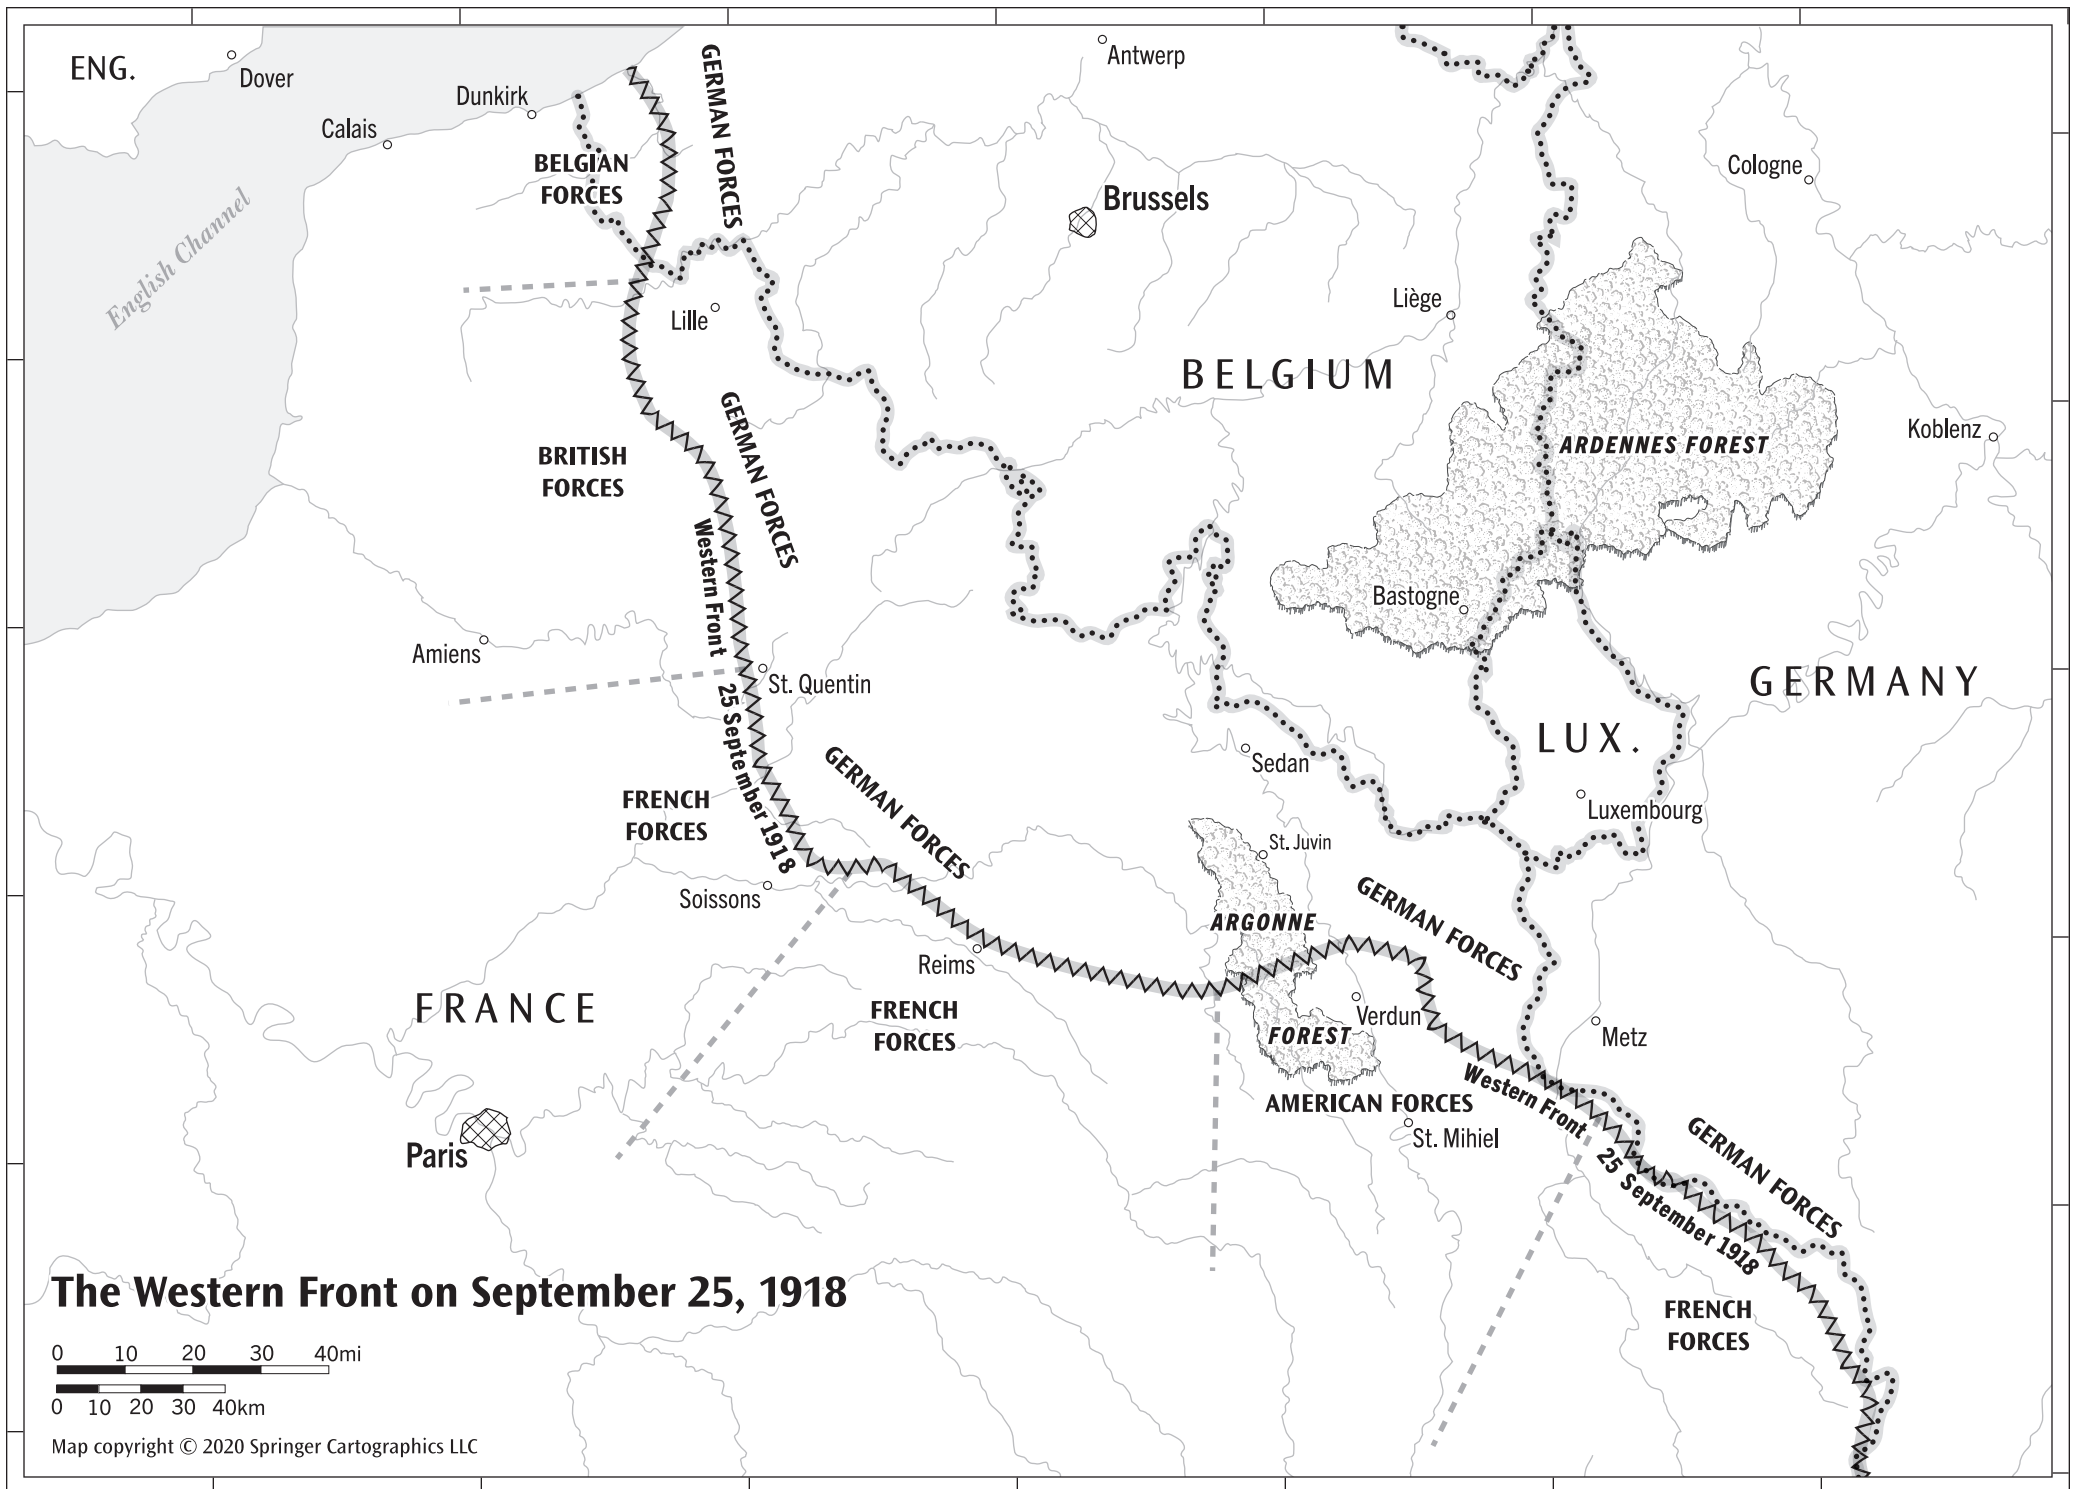 ENG.
Dover
Dunkirk
Calais
English Channel
BELGIAN
FORCES
GERMAN FORCES
Antwerp
Brussels
Cologne
Lille
Liège
BELGIUM
GERMAN FORCES
BRITISH
FORCES
ARDENNES FOREST
Koblenz
Western Front
25 September 1918
Bastogne
Amiens
St. Quentin
GERMANY
LUX.
Sedan
Luxembourg
FRENCH
FORCES
GERMAN FORCES
St. Juvin
Soissons
ARGONNE
FOREST
GERMAN FORCES
Reims
FRANCE
FRENCH
FORCES
Verdun
Metz
AMERICAN FORCES
St. Mihiel
Western Front
25 September 1918
GERMAN FORCES
Paris
FRENCH
FORCES
The Western Front on September 25, 1918
0 10 20 30 40mi
0 10 20 30 40km
Map copyright © 2020 Springer Cartographics LLC